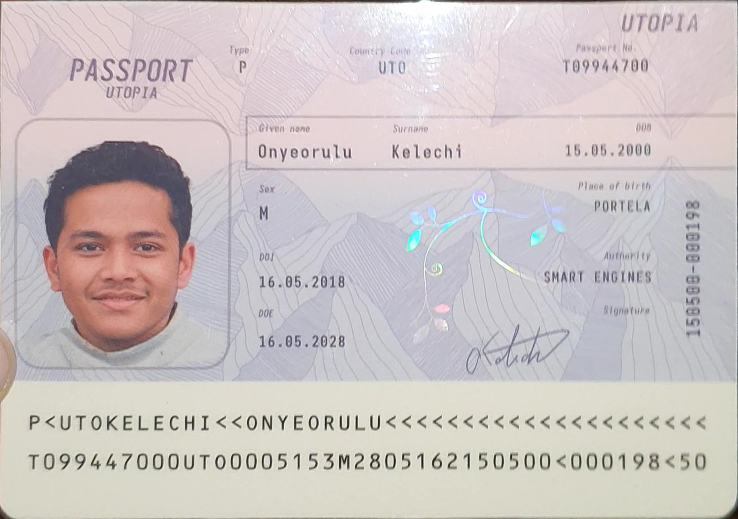 UTOPIA
PASSPORT
UTOPIA
Type
P
Country Code
UTO
Passport No.
T09944700
Given name
Onyeorulu
Surname
Kelechi
DOB
15.05.2000
Sex
M
Place of birth
PORTELA
DOI
16.05.2018
Authority
SMART ENGINES
DOE
16.05.2028
Signature
150500-000198
P<UTOKELECHI<<ONYEORULU<<<<<<<<<<<<<<<<<<<<<
T099447000UTO0005153M2805162150500<000198<50